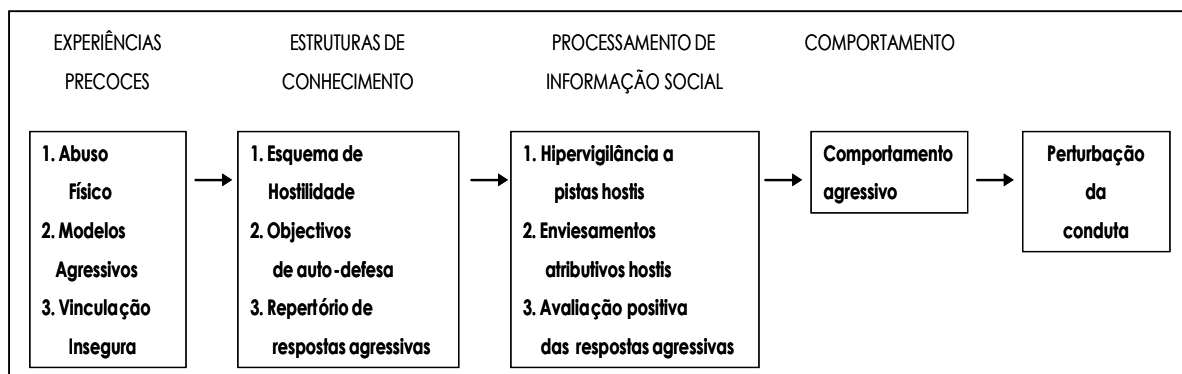 EXPERIÊNCIAS
PRECOCES
ESTRUTURAS DE
CONHECIMENTO
PROCESSAMENTO DE
INFORMAÇÃO SOCIAL
COMPORTAMENTO
1. Abuso
Físico
2. Modelos
Agressivos
3. Vinculação
Insegura
1. Esquema de
Hostilidade
2. Objectivos
de auto-defesa
3. Repertório de
respostas agressivas
1. Hipervigilância a
pistas hostis
2. Enviesamentos
atributivos hostis
3. Avaliação positiva
das respostas agressivas
Comportamento
agressivo
Perturbação
da
conduta